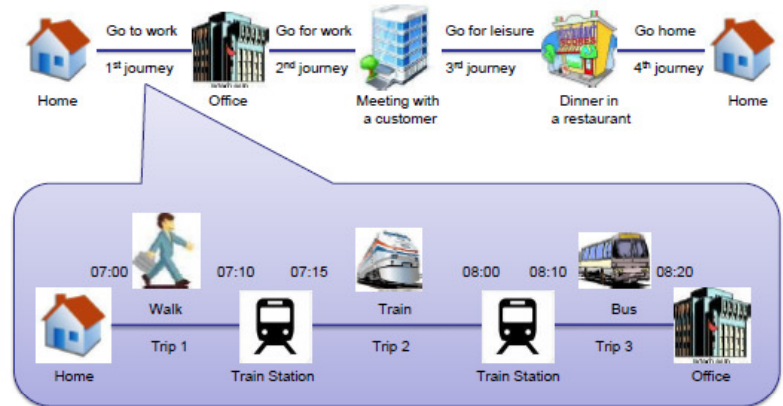 Go to work
Go for work
Go for leisure
Go home
1st journey
2nd journey
3rd journey
4th journey
Home
Office
Meeting with
a customer
Dinner in
a restaurant
Home
07:00
07:10
07:15
08:00
08:10
08:20
Walk
Train
Bus
Trip 1
Trip 2
Trip 3
Home
Train Station
Train Station
Office